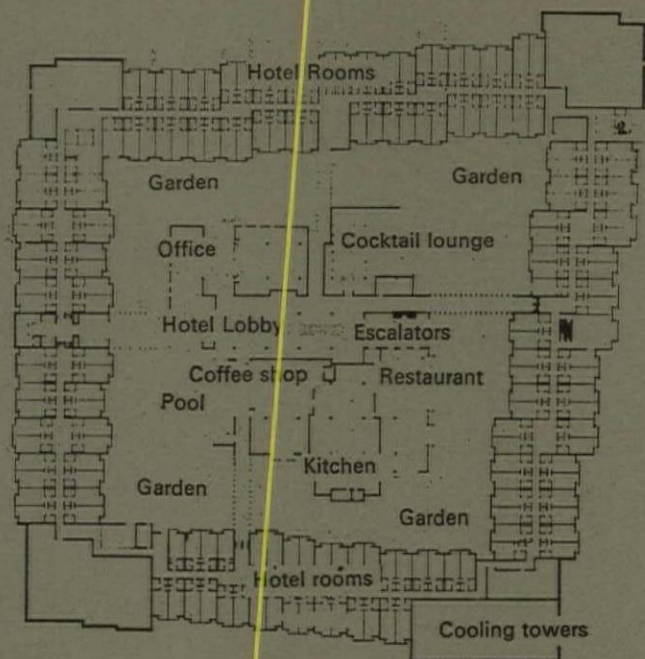 Hotel Rooms
Garden
Garden
Office
Cocktail lounge
Hotel Lobby
Escalators
Coffee shop
Restaurant
Pool
Kitchen
Garden
Garden
Hotel rooms
Cooling towers